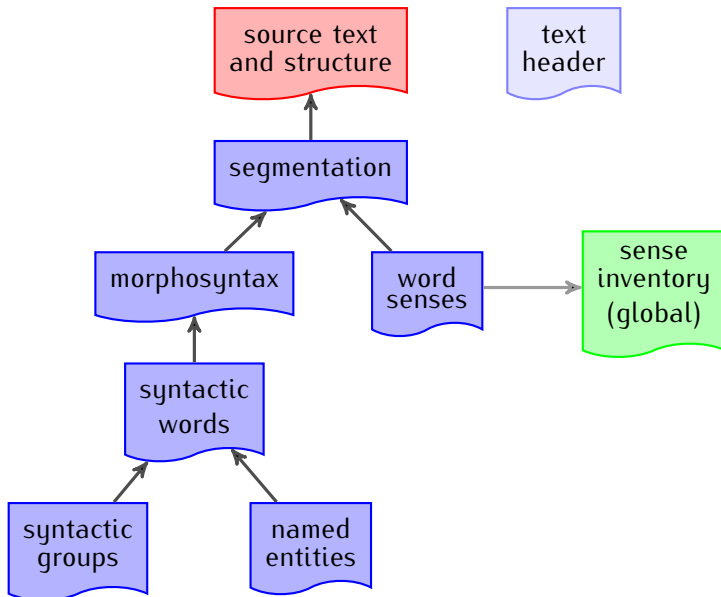 source text
and structure
text
header
segmentation
morphosyntax
word
senses
sense
inventory
(global)
syntactic
words
syntactic
groups
named
entities